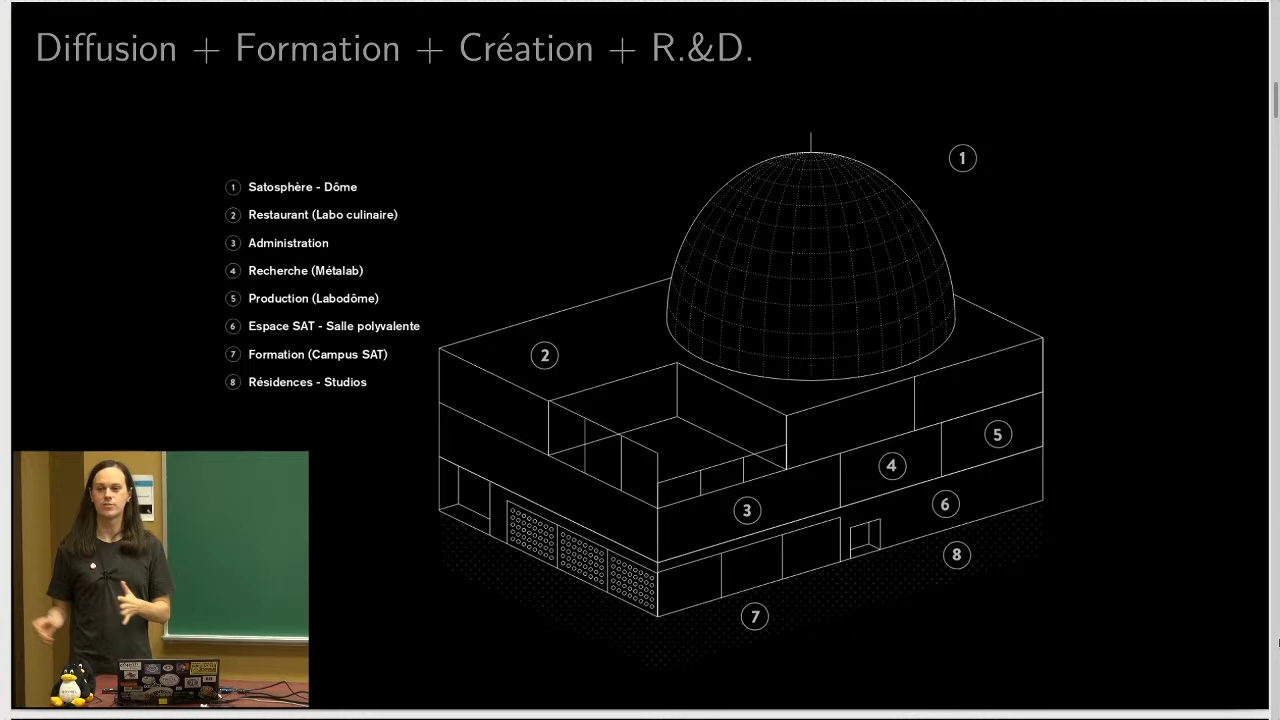 Diffusion + Formation + Création + R.&D.
1 Satosphère - Dôme
2 Restaurant (Labo culinaire)
3 Administration
4 Recherche (Métalab)
5 Production (Labodôme)
6 Espace SAT - Salle polyvalente
7 Formation (Campus SAT)
8 Résidences - Studios
1
2
5
4
3
6
8
7